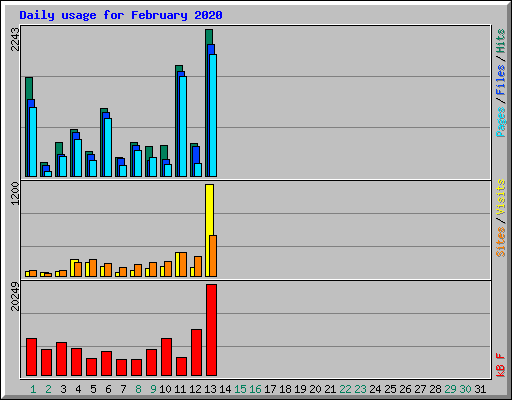 Daily usage for February 2020
2243
Pages / Files / Hits
1200
Sites / Visits
20249
kB F
1 2 3 4 5 6 7 8 9 10 11 12 13 14 15 16 17 18 19 20 21 22 23 24 25 26 27 28 29 30 31